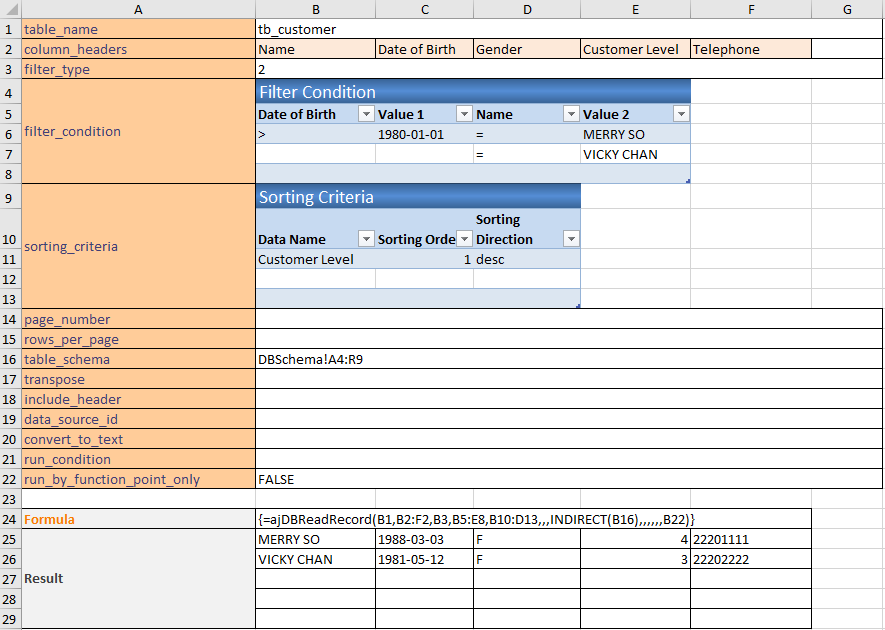 A B C D E F G
1 table_name tb_customer
2 column_headers Name Date of Birth Gender Customer Level Telephone
3 filter_type 2
4 Filter Condition
5 Date of Birth Value 1 Name Value 2
filter_condition
6 > 1980-01-01 = MERRY SO
7 = VICKY CHAN
8
9 Sorting Criteria
10 Data Name Sorting Orde Sorting Direction
sorting_criteria
11 Customer Level 1 desc
12
13
14 page_number
15 rows_per_page
16 table_schema DBSchema!A4:R9
17 transpose
18 include_header
19 data_source_id
20 convert_to_text
21 run_condition
22 run_by_function_point_only FALSE
23
24 Formula {=ajDBReadRecord(B1,B2:F2,B3,B5:E8,B10:D13,,,INDIRECT(B16),,,,,,B22)}
25 MERRY SO 1988-03-03 F 4 22201111
26 VICKY CHAN 1981-05-12 F 3 22202222
27 Result
28
29